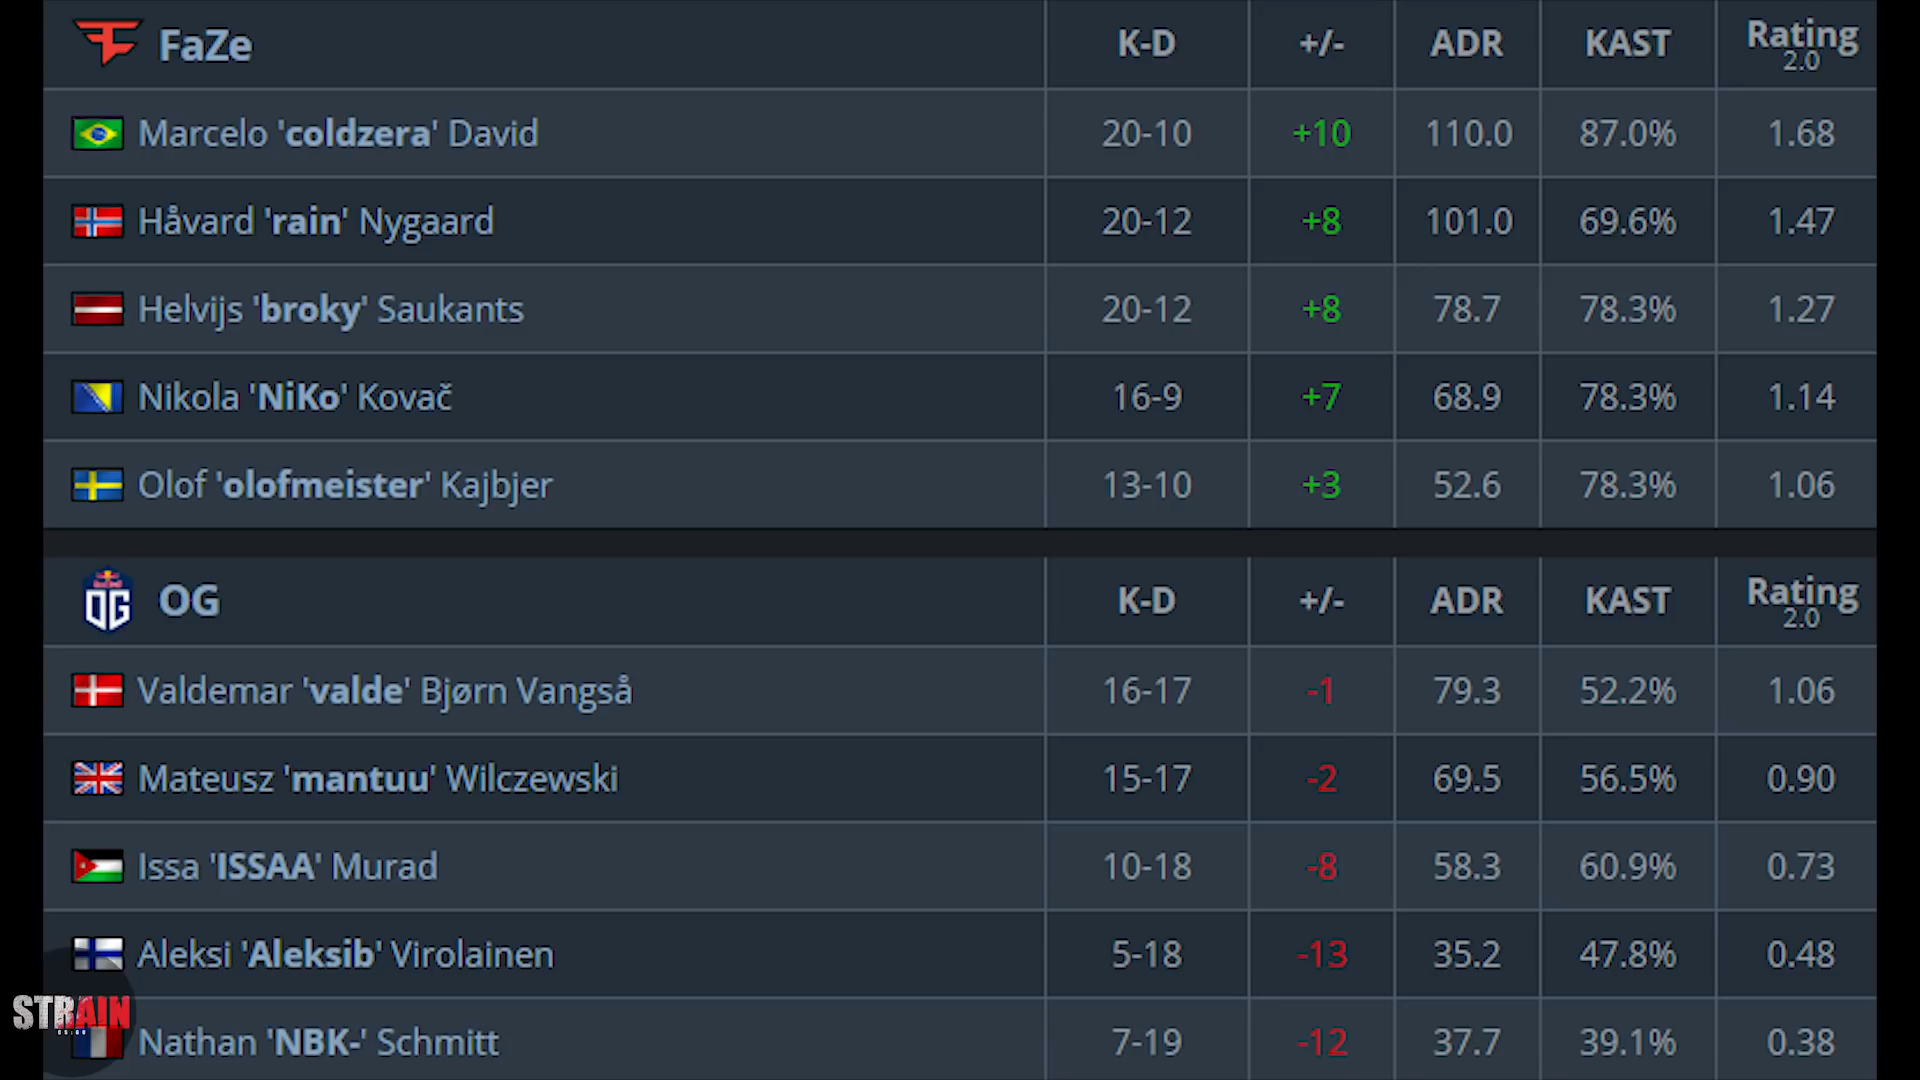 FaZe K-D +/- ADR KAST Rating 2.0
Marcelo 'coldzera' David 20-10 +10 110.0 87.0% 1.68
Håvard 'rain' Nygaard 20-12 +8 101.0 69.6% 1.47
Helvijs 'broky' Saukants 20-12 +8 78.7 78.3% 1.27
Nikola 'NiKo' Kovač 16-9 +7 68.9 78.3% 1.14
Olof 'olofmeister' Kajbjer 13-10 +3 52.6 78.3% 1.06
OG OG K-D +/- ADR KAST Rating 2.0
Valdemar 'valde' Bjørn Vangså 16-17 -1 79.3 52.2% 1.06
Mateusz 'mantuu' Wilczewski 15-17 -2 69.5 56.5% 0.90
Issa 'ISSAA' Murad 10-18 -8 58.3 60.9% 0.73
Aleksi 'Aleksib' Virolainen 5-18 -13 35.2 47.8% 0.48
STRAIN
Nathan 'NBK-' Schmitt 7-19 -12 37.7 39.1% 0.38